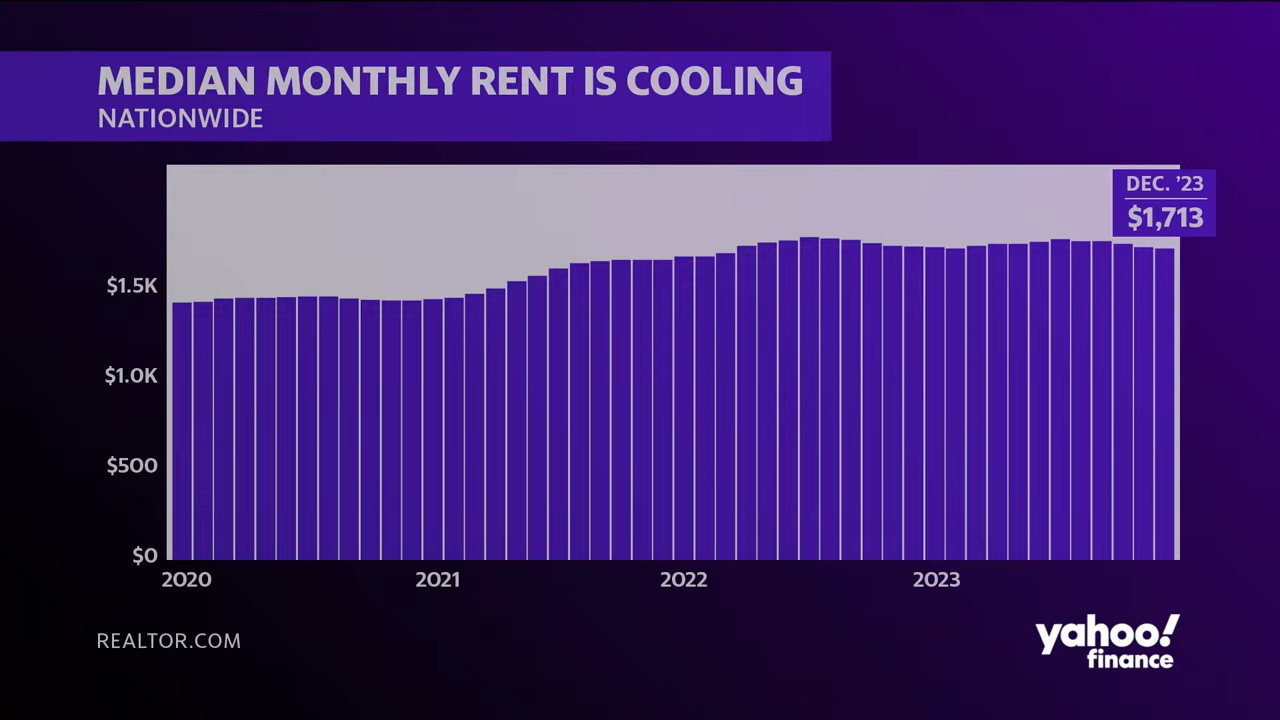 MEDIAN MONTHLY RENT IS COOLING
NATIONWIDE
DEC. ’23
$1,713
$1.5K
$1.0K
$500
$0
2020 2021 2022 2023
REALTOR.COM
yahoo!
finance